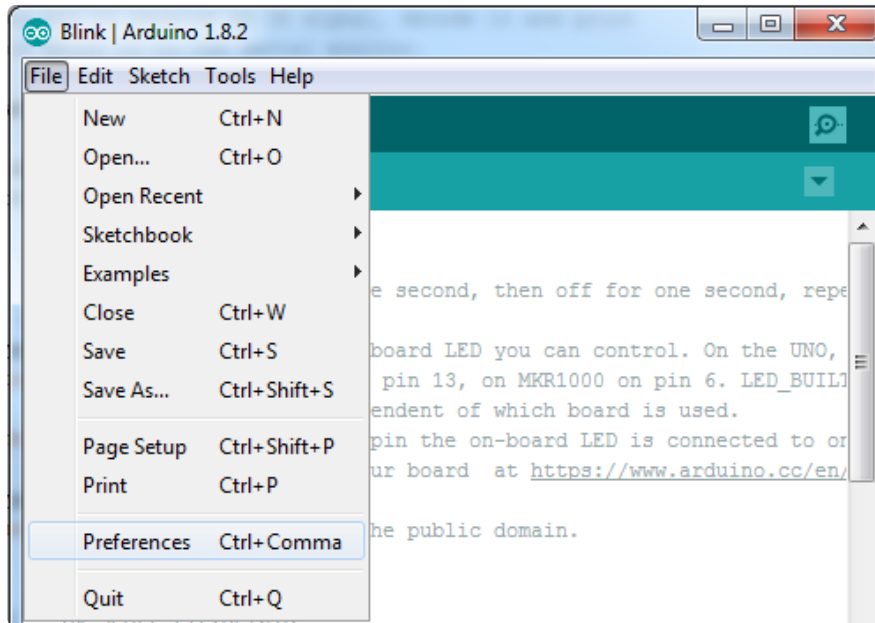 Blink | Arduino 1.8.2
File Edit Sketch Tools Help
New Ctrl+N
Open... Ctrl+O
Open Recent
Sketchbook
Examples
e second, then off for one second, repe
Close Ctrl+W
Save Ctrl+S
board LED you can control. On the UNO,
Save As... Ctrl+Shift+S
pin 13, on MKR1000 on pin 6. LED_BUILT
endent of which board is used.
Page Setup Ctrl+Shift+P
pin the on-board LED is connected to on
Print Ctrl+P
ur board at https://www.arduino.cc/en/
Preferences Ctrl+Comma
he public domain.
Quit Ctrl+Q